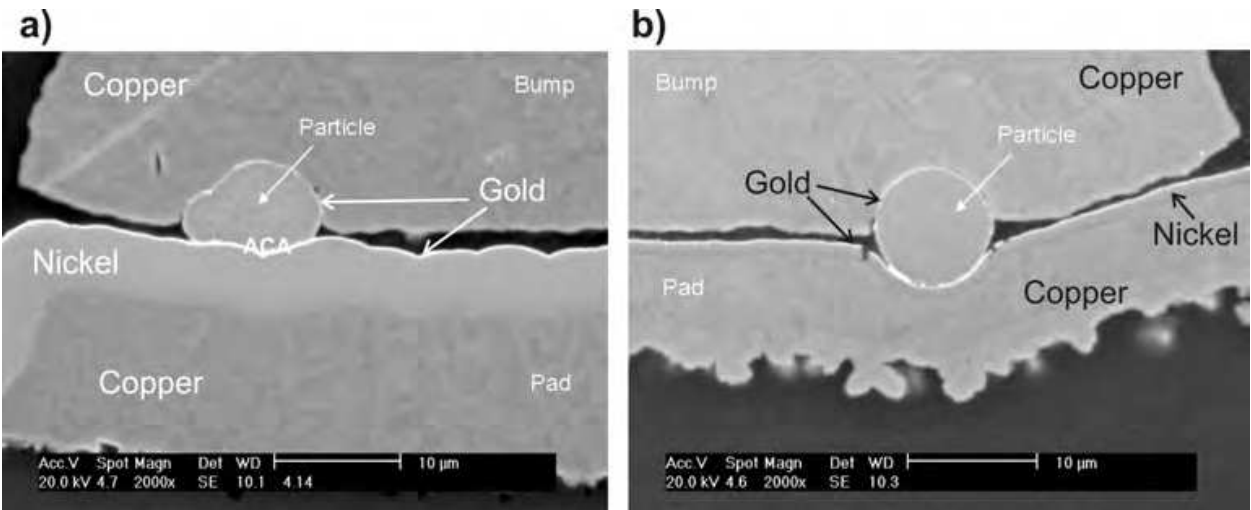 a)
Copper
Bump
Particle
Gold
ACA
Nickel
Copper
Pad
Acc.V Spot Magn Det WD 10 µm
20.0 kV 4.7 2000x SE 10.1 4.14
b)
Bump
Copper
Particle
Gold
Nickel
Pad
Copper
Acc.V Spot Magn Det WD 10 µm
20.0 kV 4.6 2000x SE 10.3